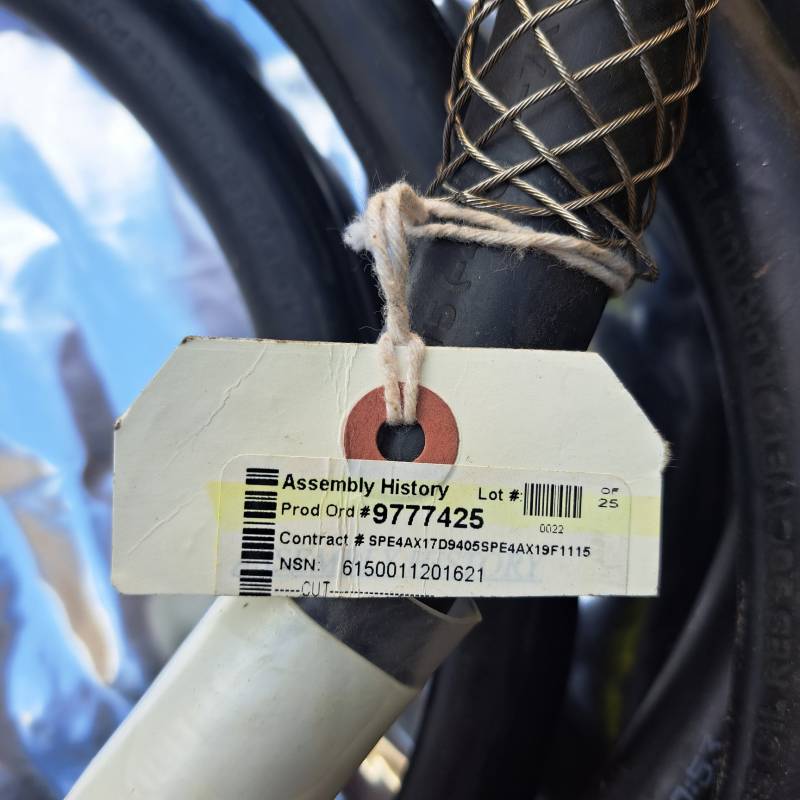 Assembly History Lot #:
0022
OF
25
Prod Ord #9777425
Contract # SPE4AX17D9405SPE4AX19F1115
NSN: 6150011201621
-----CUT--------------------